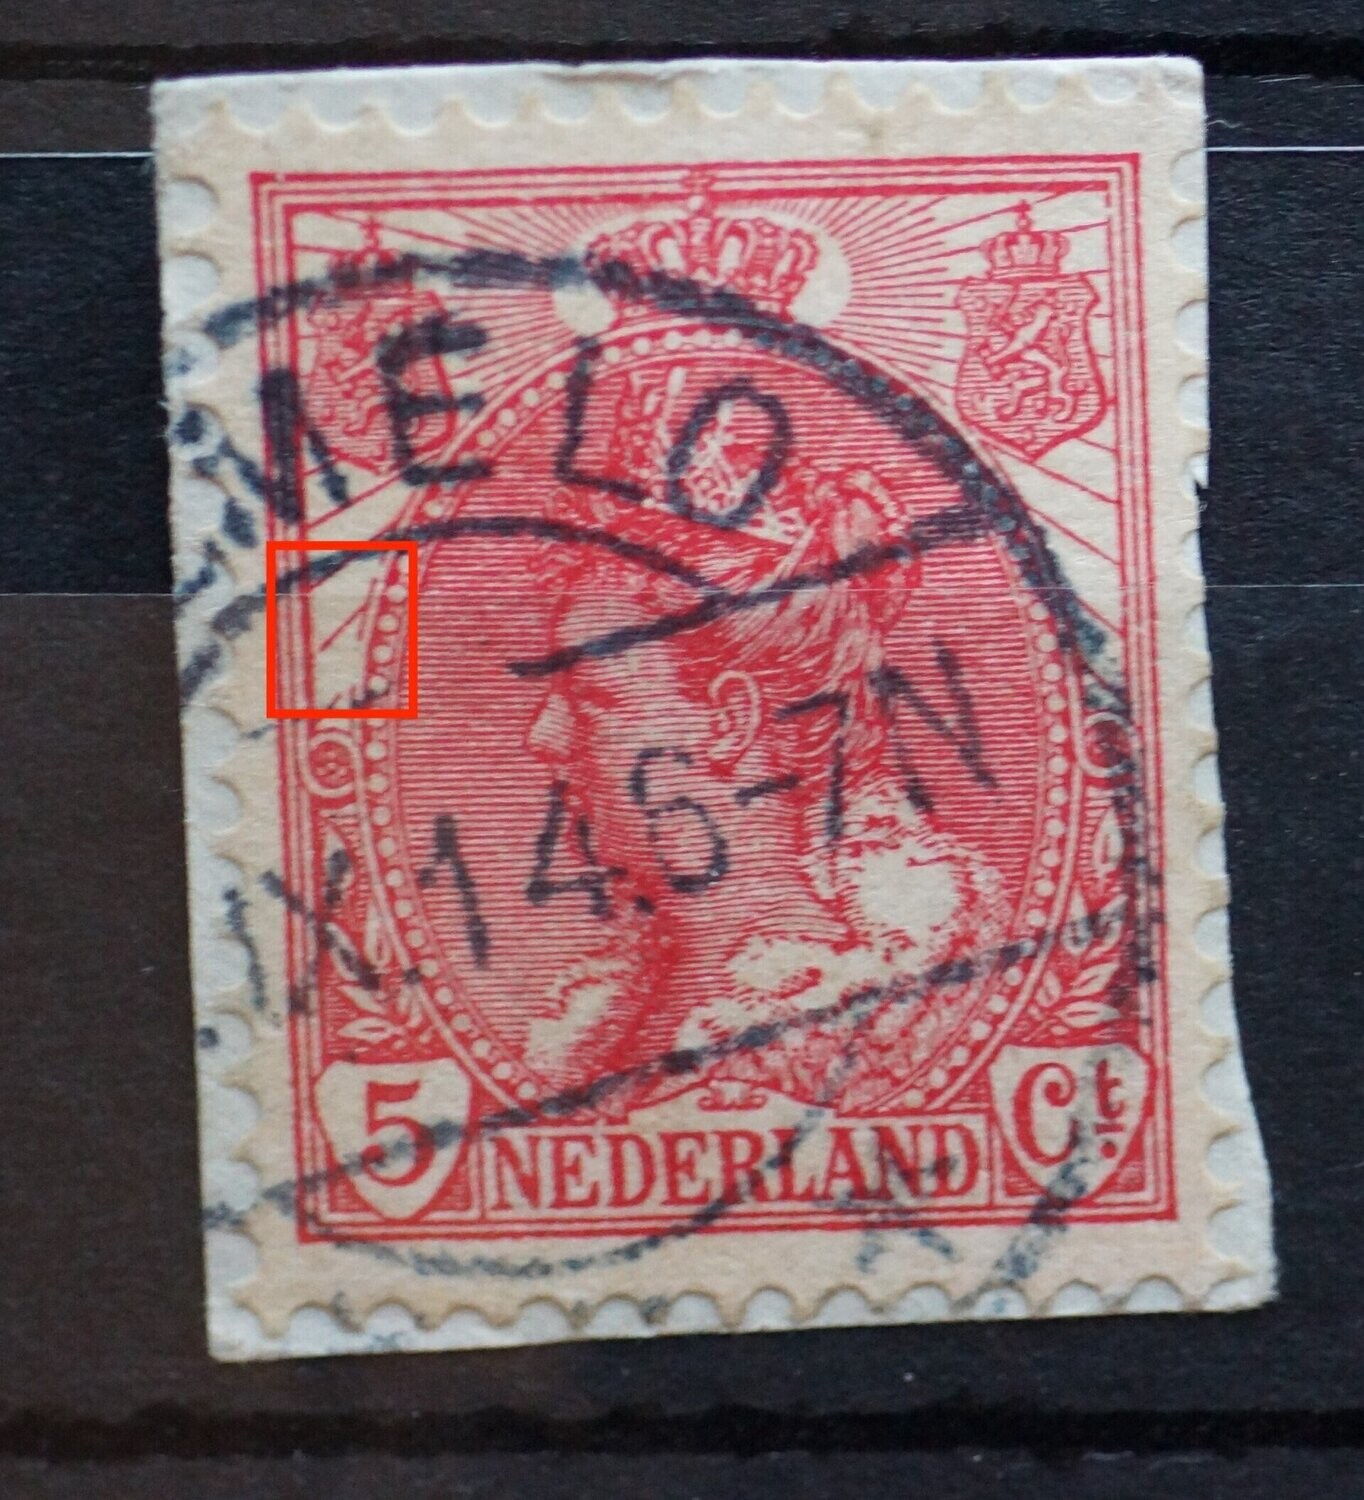 MELO
X.14.6-7N
5 NEDERLAND Ct.